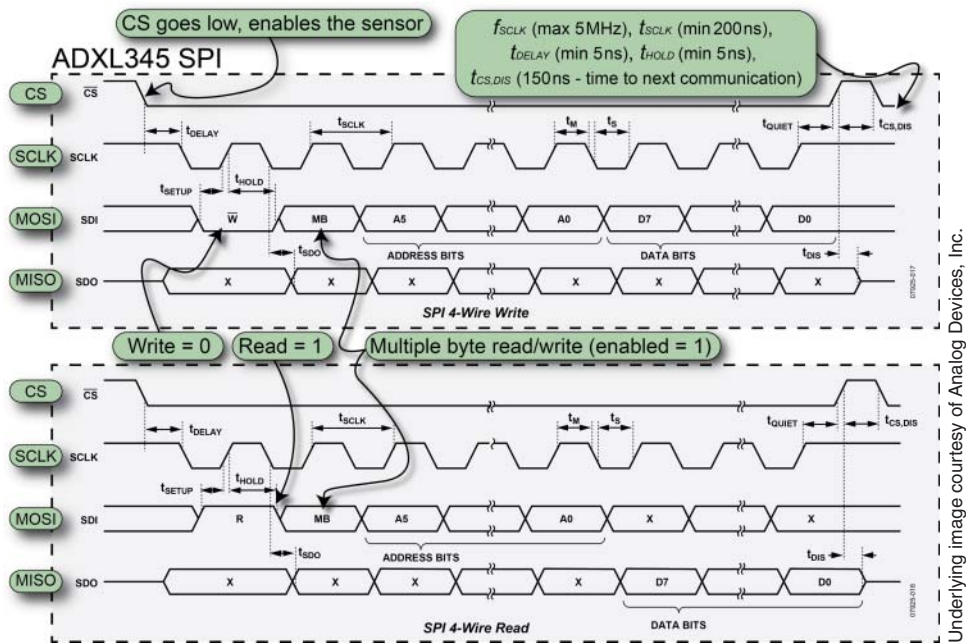 CS goes low, enables the sensor
fSCLK (max 5MHz), tSCLK (min 200ns),
tDELAY (min 5ns), tHOLD (min 5ns),
tCS,DIS (150ns - time to next communication)
ADXL345 SPI
CS CS
tDELAY tSCLK tM tS tQUIET tCS,DIS
SCLK SCLK
tSETUP tHOLD
MOSI SDI W MB A5 A0 D7 D0
tSDO ADDRESS BITS DATA BITS tDIS
MISO SDO X X X X X X
07925-017
SPI 4-Wire Write
Write = 0 Read = 1 Multiple byte read/write (enabled = 1)
CS CS
tDELAY tSCLK tM tS tQUIET tCS,DIS
SCLK SCLK
tSETUP tHOLD
MOSI SDI R MB A5 A0 X X
tSDO ADDRESS BITS tDIS
MISO SDO X X X X D7 D0
07925-018
SPI 4-Wire Read DATA BITS
Underlying image courtesy of Analog Devices, Inc.